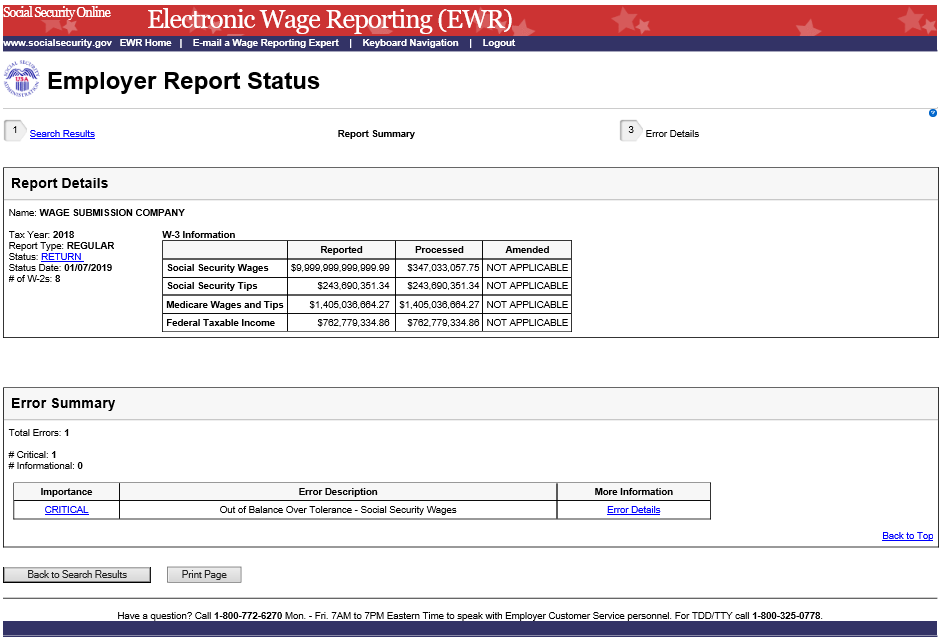 Social Security Online
Electronic Wage Reporting (EWR)
www.socialsecurity.gov EWR Home | E-mail a Wage Reporting Expert | Keyboard Navigation | Logout
SOCIAL SECURITY ADMINISTRATION
USA
Employer Report Status
?
1 Search Results Report Summary 3 Error Details
Report Details
Name: WAGE SUBMISSION COMPANY
Tax Year: 2018
Report Type: REGULAR
Status: RETURN
Status Date: 01/07/2019
# of W-2s: 8
W-3 Information
Reported Processed Amended
Social Security Wages $9,999,999,999,999.99 $347,033,057.75 NOT APPLICABLE
Social Security Tips $243,690,351.34 $243,690,351.34 NOT APPLICABLE
Medicare Wages and Tips $1,405,036,664.27 $1,405,036,664.27 NOT APPLICABLE
Federal Taxable Income $762,779,334.86 $762,779,334.86 NOT APPLICABLE
Error Summary
Total Errors: 1
# Critical: 1
# Informational: 0
Importance Error Description More Information
CRITICAL Out of Balance Over Tolerance - Social Security Wages Error Details
Back to Top
Back to Search Results Print Page
Have a question? Call 1-800-772-6270 Mon. - Fri. 7AM to 7PM Eastern Time to speak with Employer Customer Service personnel. For TDD/TTY call 1-800-325-0778.